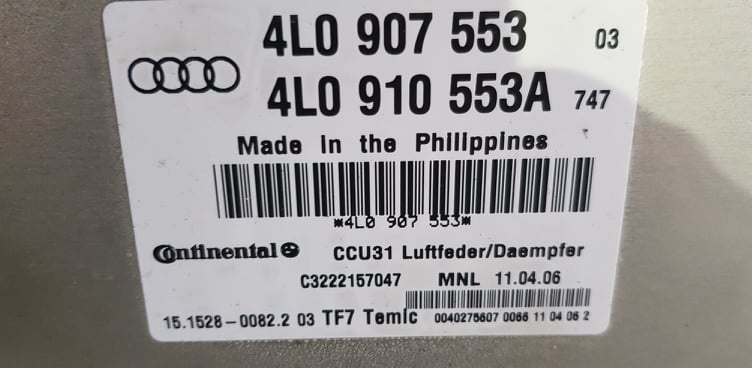 4L0 907 553 03
4L0 910 553A 747
Made in the Philippines
*4L0 907 553*
Continental CCU31 Luftfeder/Daempfer
C3222157047 MNL 11.04.06
15.1528-0082.2 03 TF7 Temic 0040275607 0066 11 04 06 2